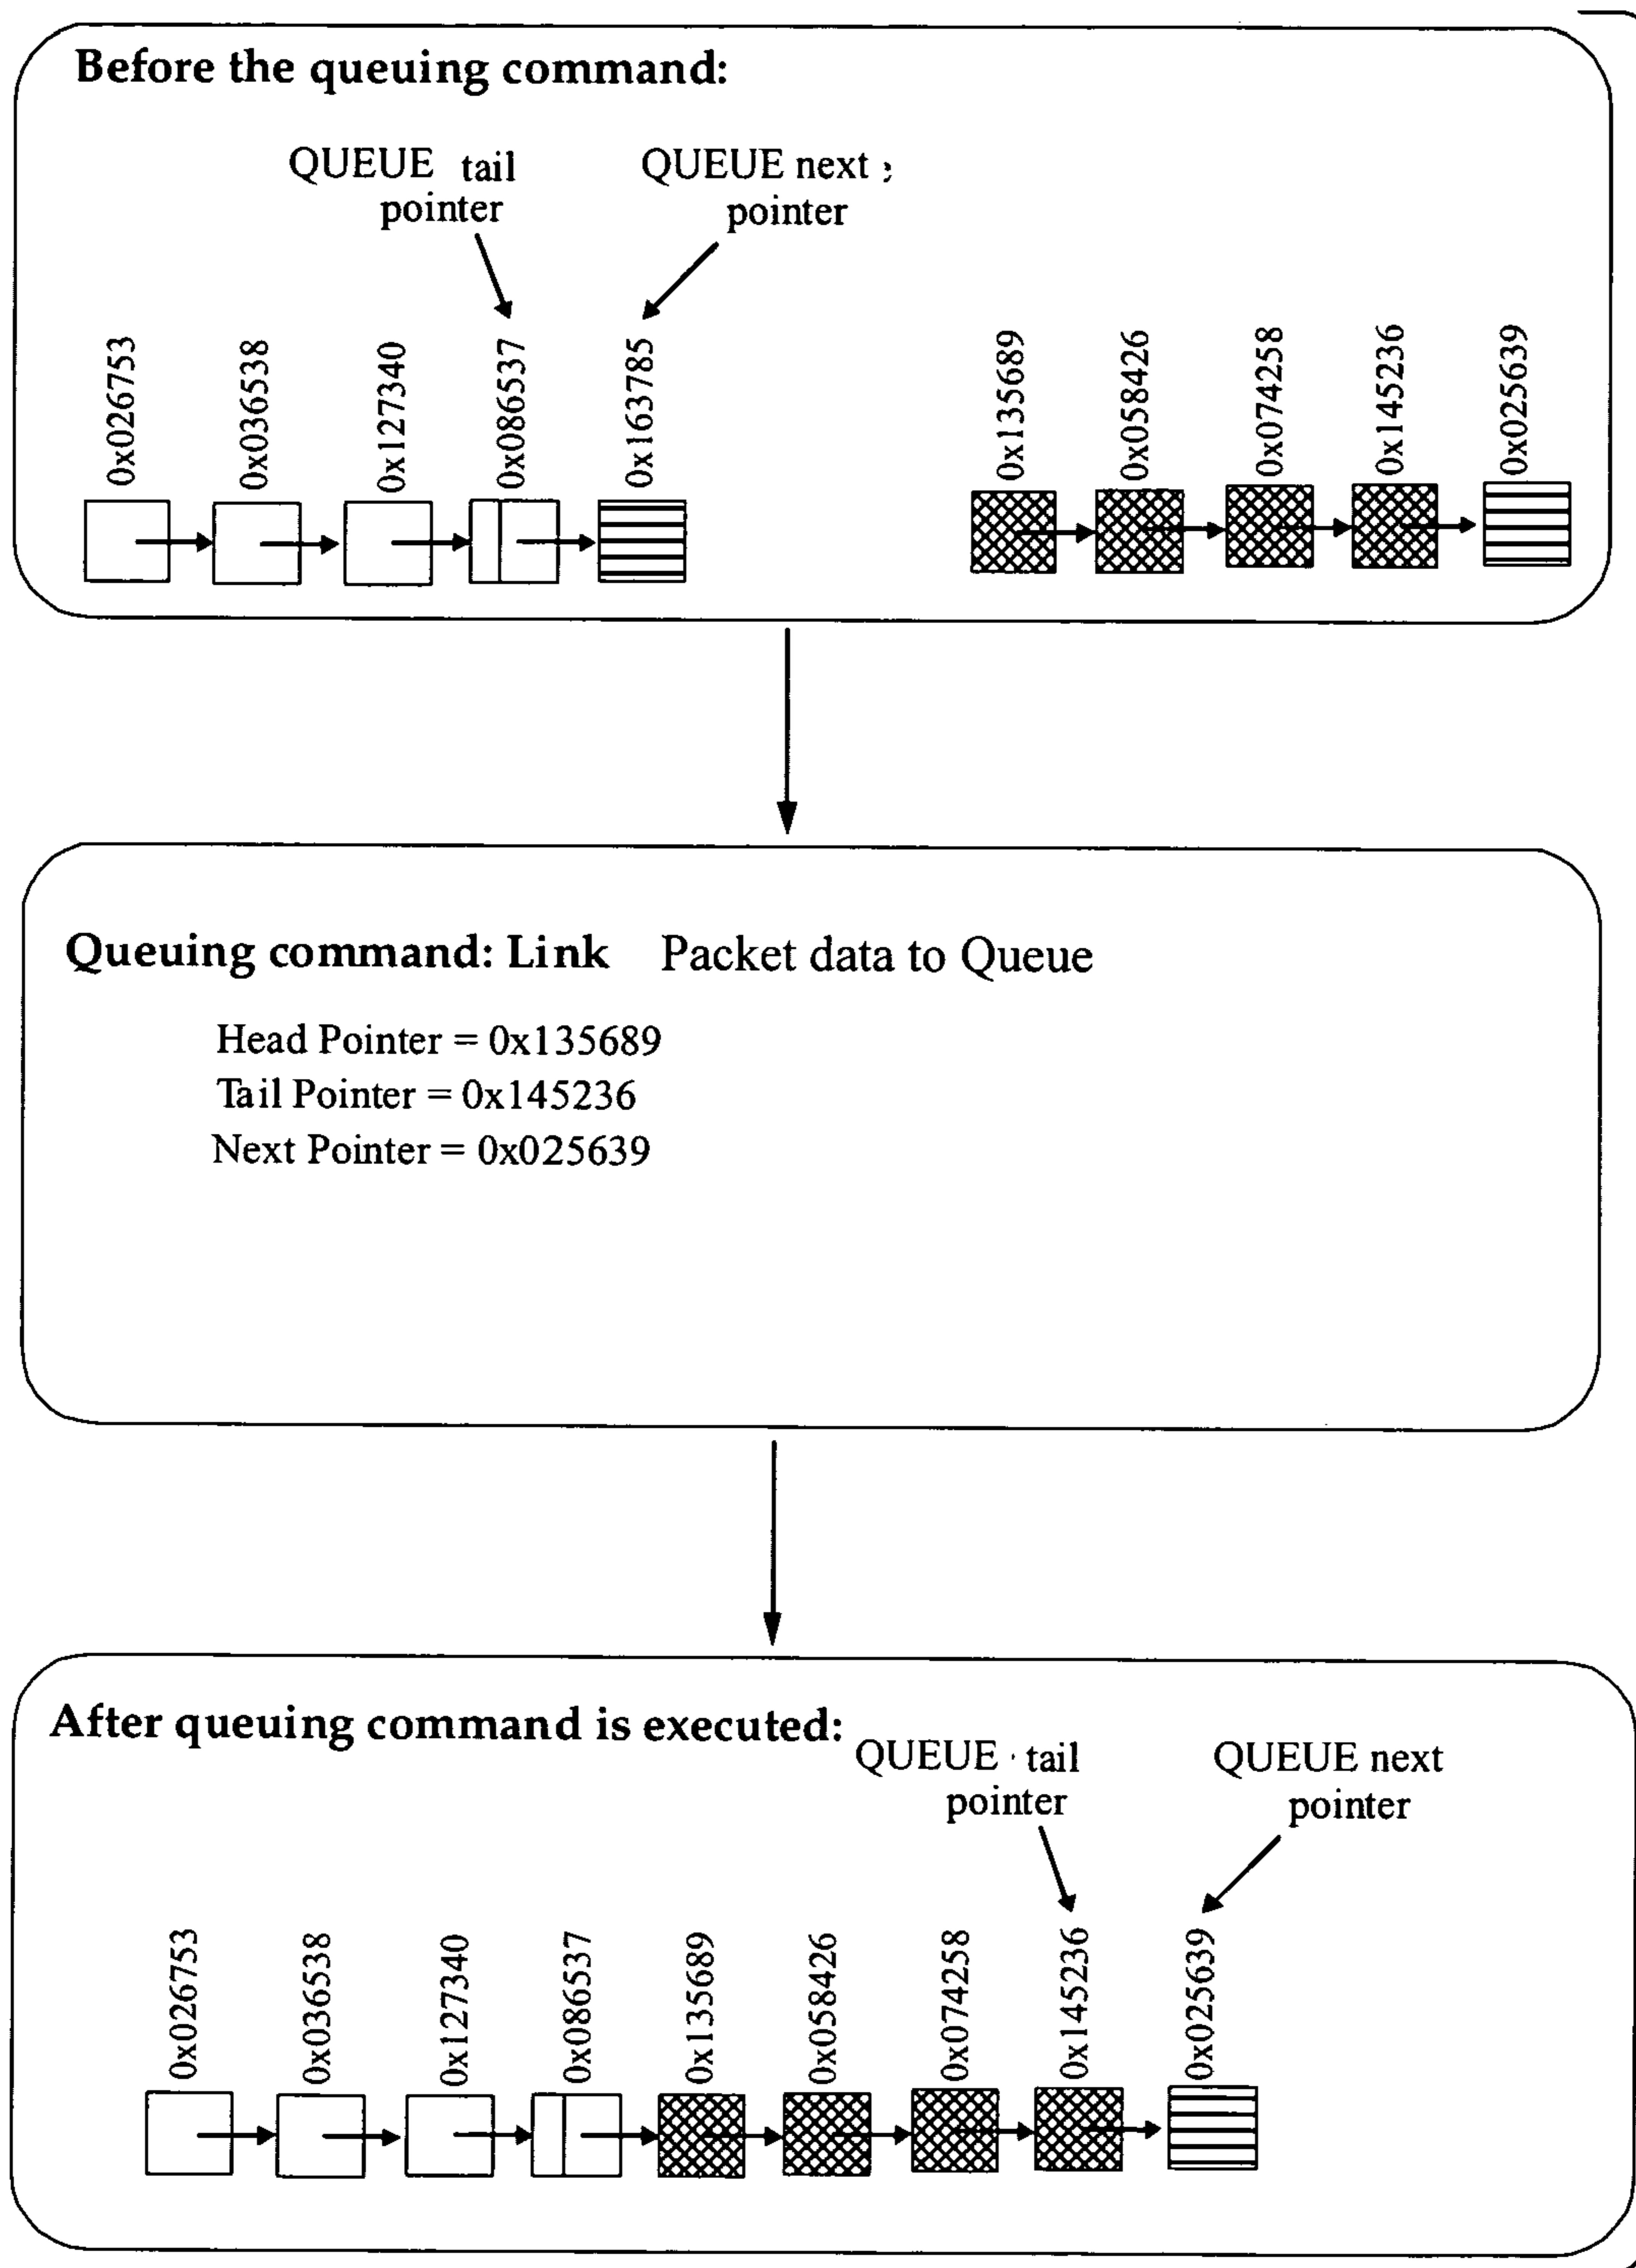 Before the queuing command:
QUEUE tail
pointer
QUEUE next
pointer
0x026753
0x036538
0x127340
0x086537
0x163785
0x135689
0x058426
0x074258
0x145236
0x025639
Queuing command: Link Packet data to Queue
Head Pointer = 0x135689
Tail Pointer = 0x145236
Next Pointer = 0x025639
After queuing command is executed:
QUEUE tail
pointer
QUEUE next
pointer
0x026753
0x036538
0x127340
0x086537
0x135689
0x058426
0x074258
0x145236
0x025639